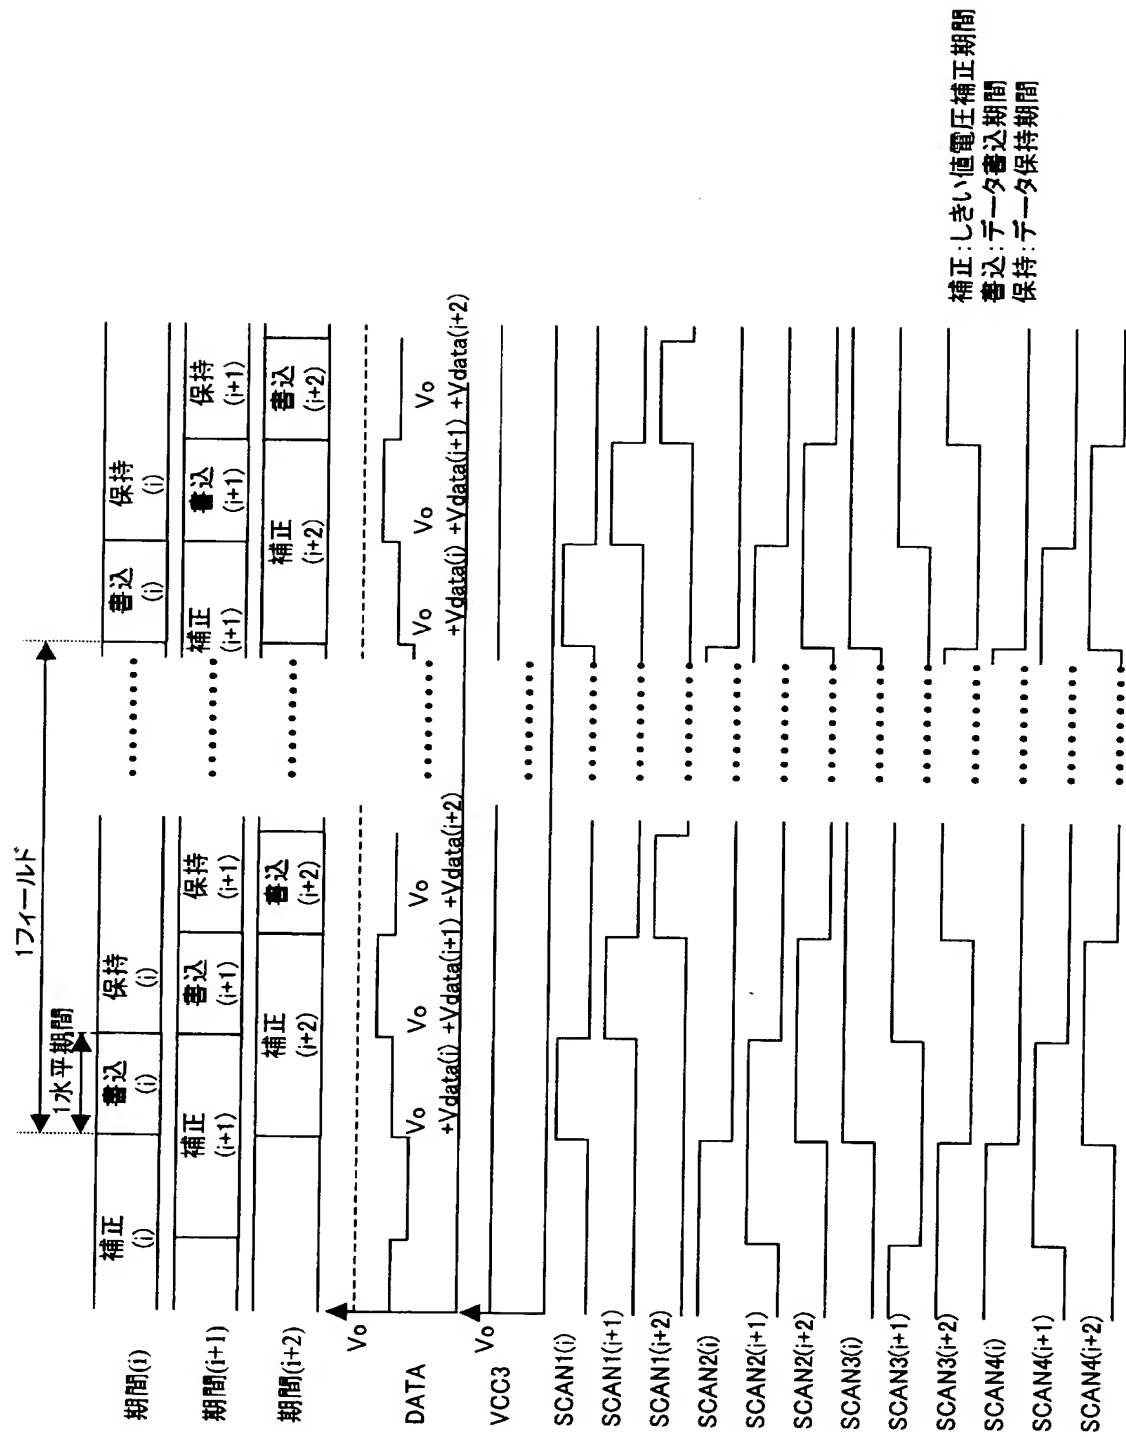 1フィールド
1水平期間
期間(i)
補正
(i)
書込
(i)
保持
(i)
書込
(i)
保持
(i)
期間(i+1)
補正
(i+1)
書込
(i+1)
保持
(i+1)
補正
(i+1)
書込
(i+1)
保持
(i+1)
期間(i+2)
補正
(i+2)
書込
(i+2)
補正
(i+2)
書込
(i+2)
Vo
DATA
Vo Vo Vo
+Vdata(i) +Vdata(i+1) +Vdata(i+2)
Vo Vo Vo
+Vdata(i) +Vdata(i+1) +Vdata(i+2)
Vo
VCC3
SCAN1(i)
SCAN1(i+1)
SCAN1(i+2)
SCAN2(i)
SCAN2(i+1)
SCAN2(i+2)
SCAN3(i)
SCAN3(i+1)
SCAN3(i+2)
SCAN4(i)
SCAN4(i+1)
SCAN4(i+2)
補正:しきい値電圧補正期間
書込:データ書込期間
保持:データ保持期間